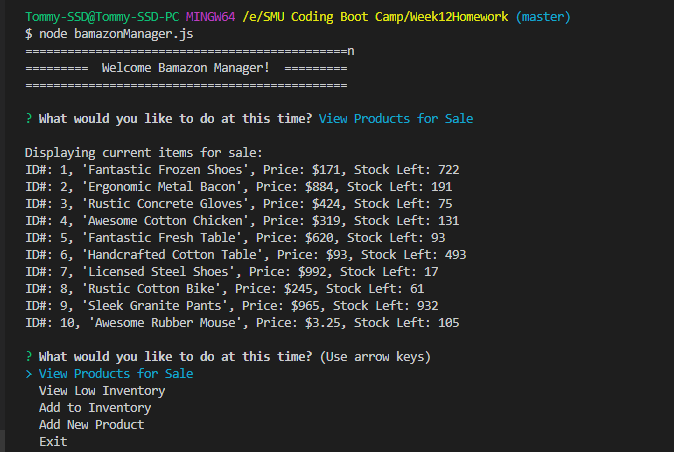 Tommy-SSD@Tommy-SSD-PC MINGW64 /e/SMU Coding Boot Camp/Week12Homework (master)
$ node bamazonManager.js
==============================================n
=========  Welcome Bamazon Manager!  =========
==============================================
? What would you like to do at this time? View Products for Sale
Displaying current items for sale:
ID#: 1, 'Fantastic Frozen Shoes', Price: $171, Stock Left: 722
ID#: 2, 'Ergonomic Metal Bacon', Price: $884, Stock Left: 191
ID#: 3, 'Rustic Concrete Gloves', Price: $424, Stock Left: 75
ID#: 4, 'Awesome Cotton Chicken', Price: $319, Stock Left: 131
ID#: 5, 'Fantastic Fresh Table', Price: $620, Stock Left: 93
ID#: 6, 'Handcrafted Cotton Table', Price: $93, Stock Left: 493
ID#: 7, 'Licensed Steel Shoes', Price: $992, Stock Left: 17
ID#: 8, 'Rustic Cotton Bike', Price: $245, Stock Left: 61
ID#: 9, 'Sleek Granite Pants', Price: $965, Stock Left: 932
ID#: 10, 'Awesome Rubber Mouse', Price: $3.25, Stock Left: 105
? What would you like to do at this time? (Use arrow keys)
> View Products for Sale
View Low Inventory
Add to Inventory
Add New Product
Exit